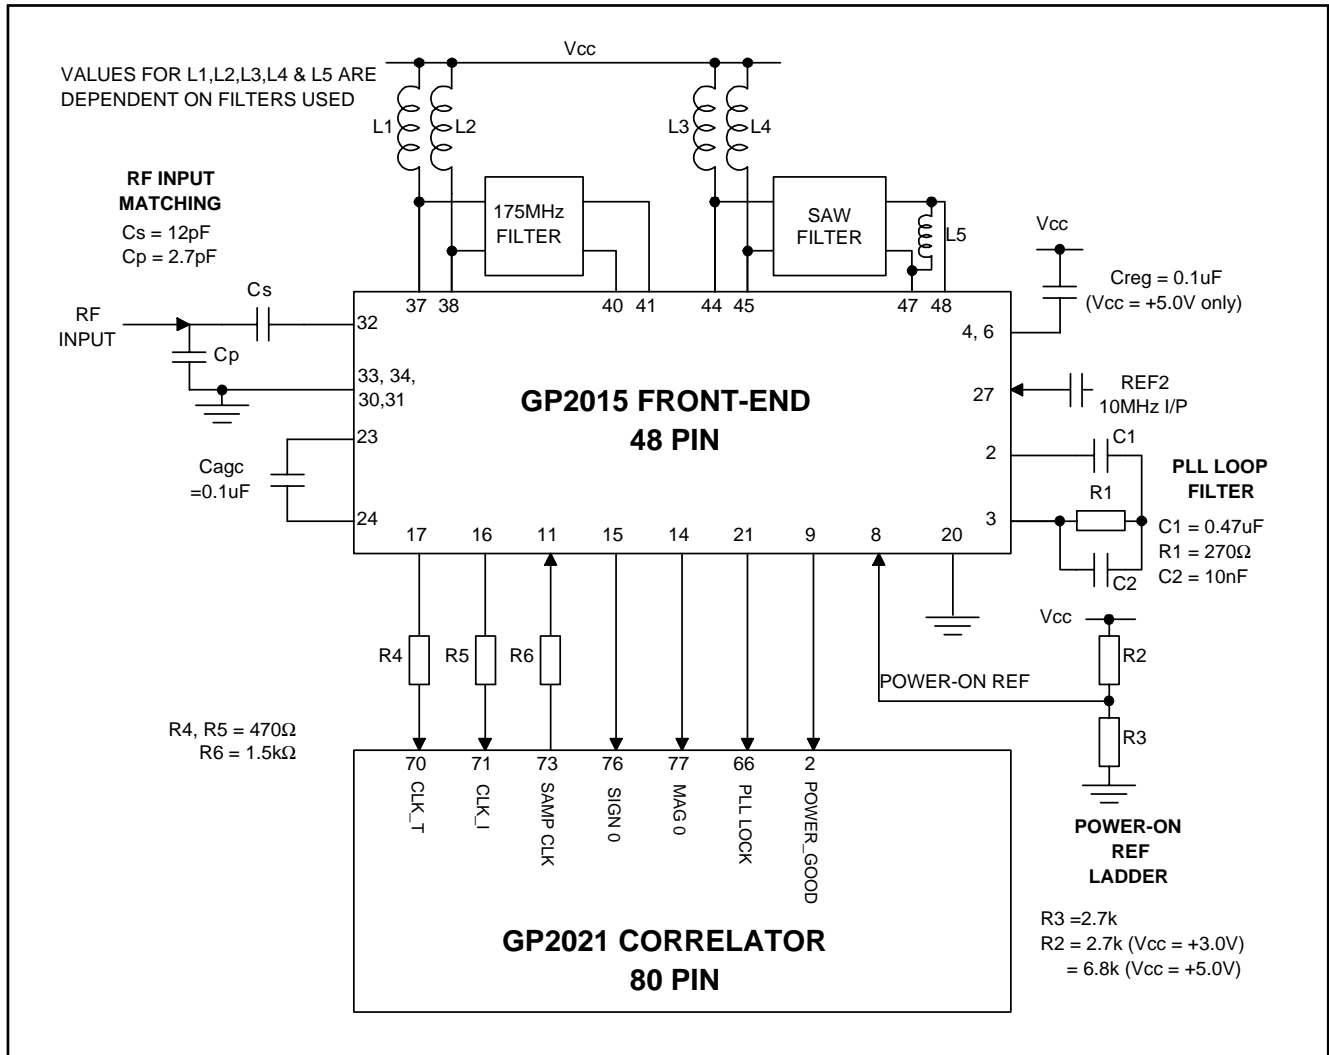 Vcc
VALUES FOR L1,L2,L3,L4 & L5 ARE
DEPENDENT ON FILTERS USED
L1
L2
L3
L4
RF INPUT
MATCHING
Cs = 12pF
Cp = 2.7pF
175MHz
FILTER
SAW
FILTER
L5
Vcc
Creg = 0.1uF
(Vcc = +5.0V only)
Cs
RF
INPUT
Cp
37
38
40
41
44
45
47
48
32
4, 6
33, 34,
30,31
27
REF2
10MHz I/P
GP2015 FRONT-END
48 PIN
23
Cagc
=0.1uF
24
2
C1
R1
3
C2
PLL LOOP
FILTER
C1 = 0.47uF
R1 = 270Ω
C2 = 10nF
17
16
11
15
14
21
9
8
20
R4
R5
R6
Vcc
R2
POWER-ON REF
R3
R4, R5 = 470Ω
R6 = 1.5kΩ
70
71
73
76
77
66
2
CLK_T
CLK_I
SAMP CLK
SIGN 0
MAG 0
PLL LOCK
POWER_GOOD
POWER-ON
REF
LADDER
GP2021 CORRELATOR
80 PIN
R3 =2.7k
R2 = 2.7k (Vcc = +3.0V)
= 6.8k (Vcc = +5.0V)